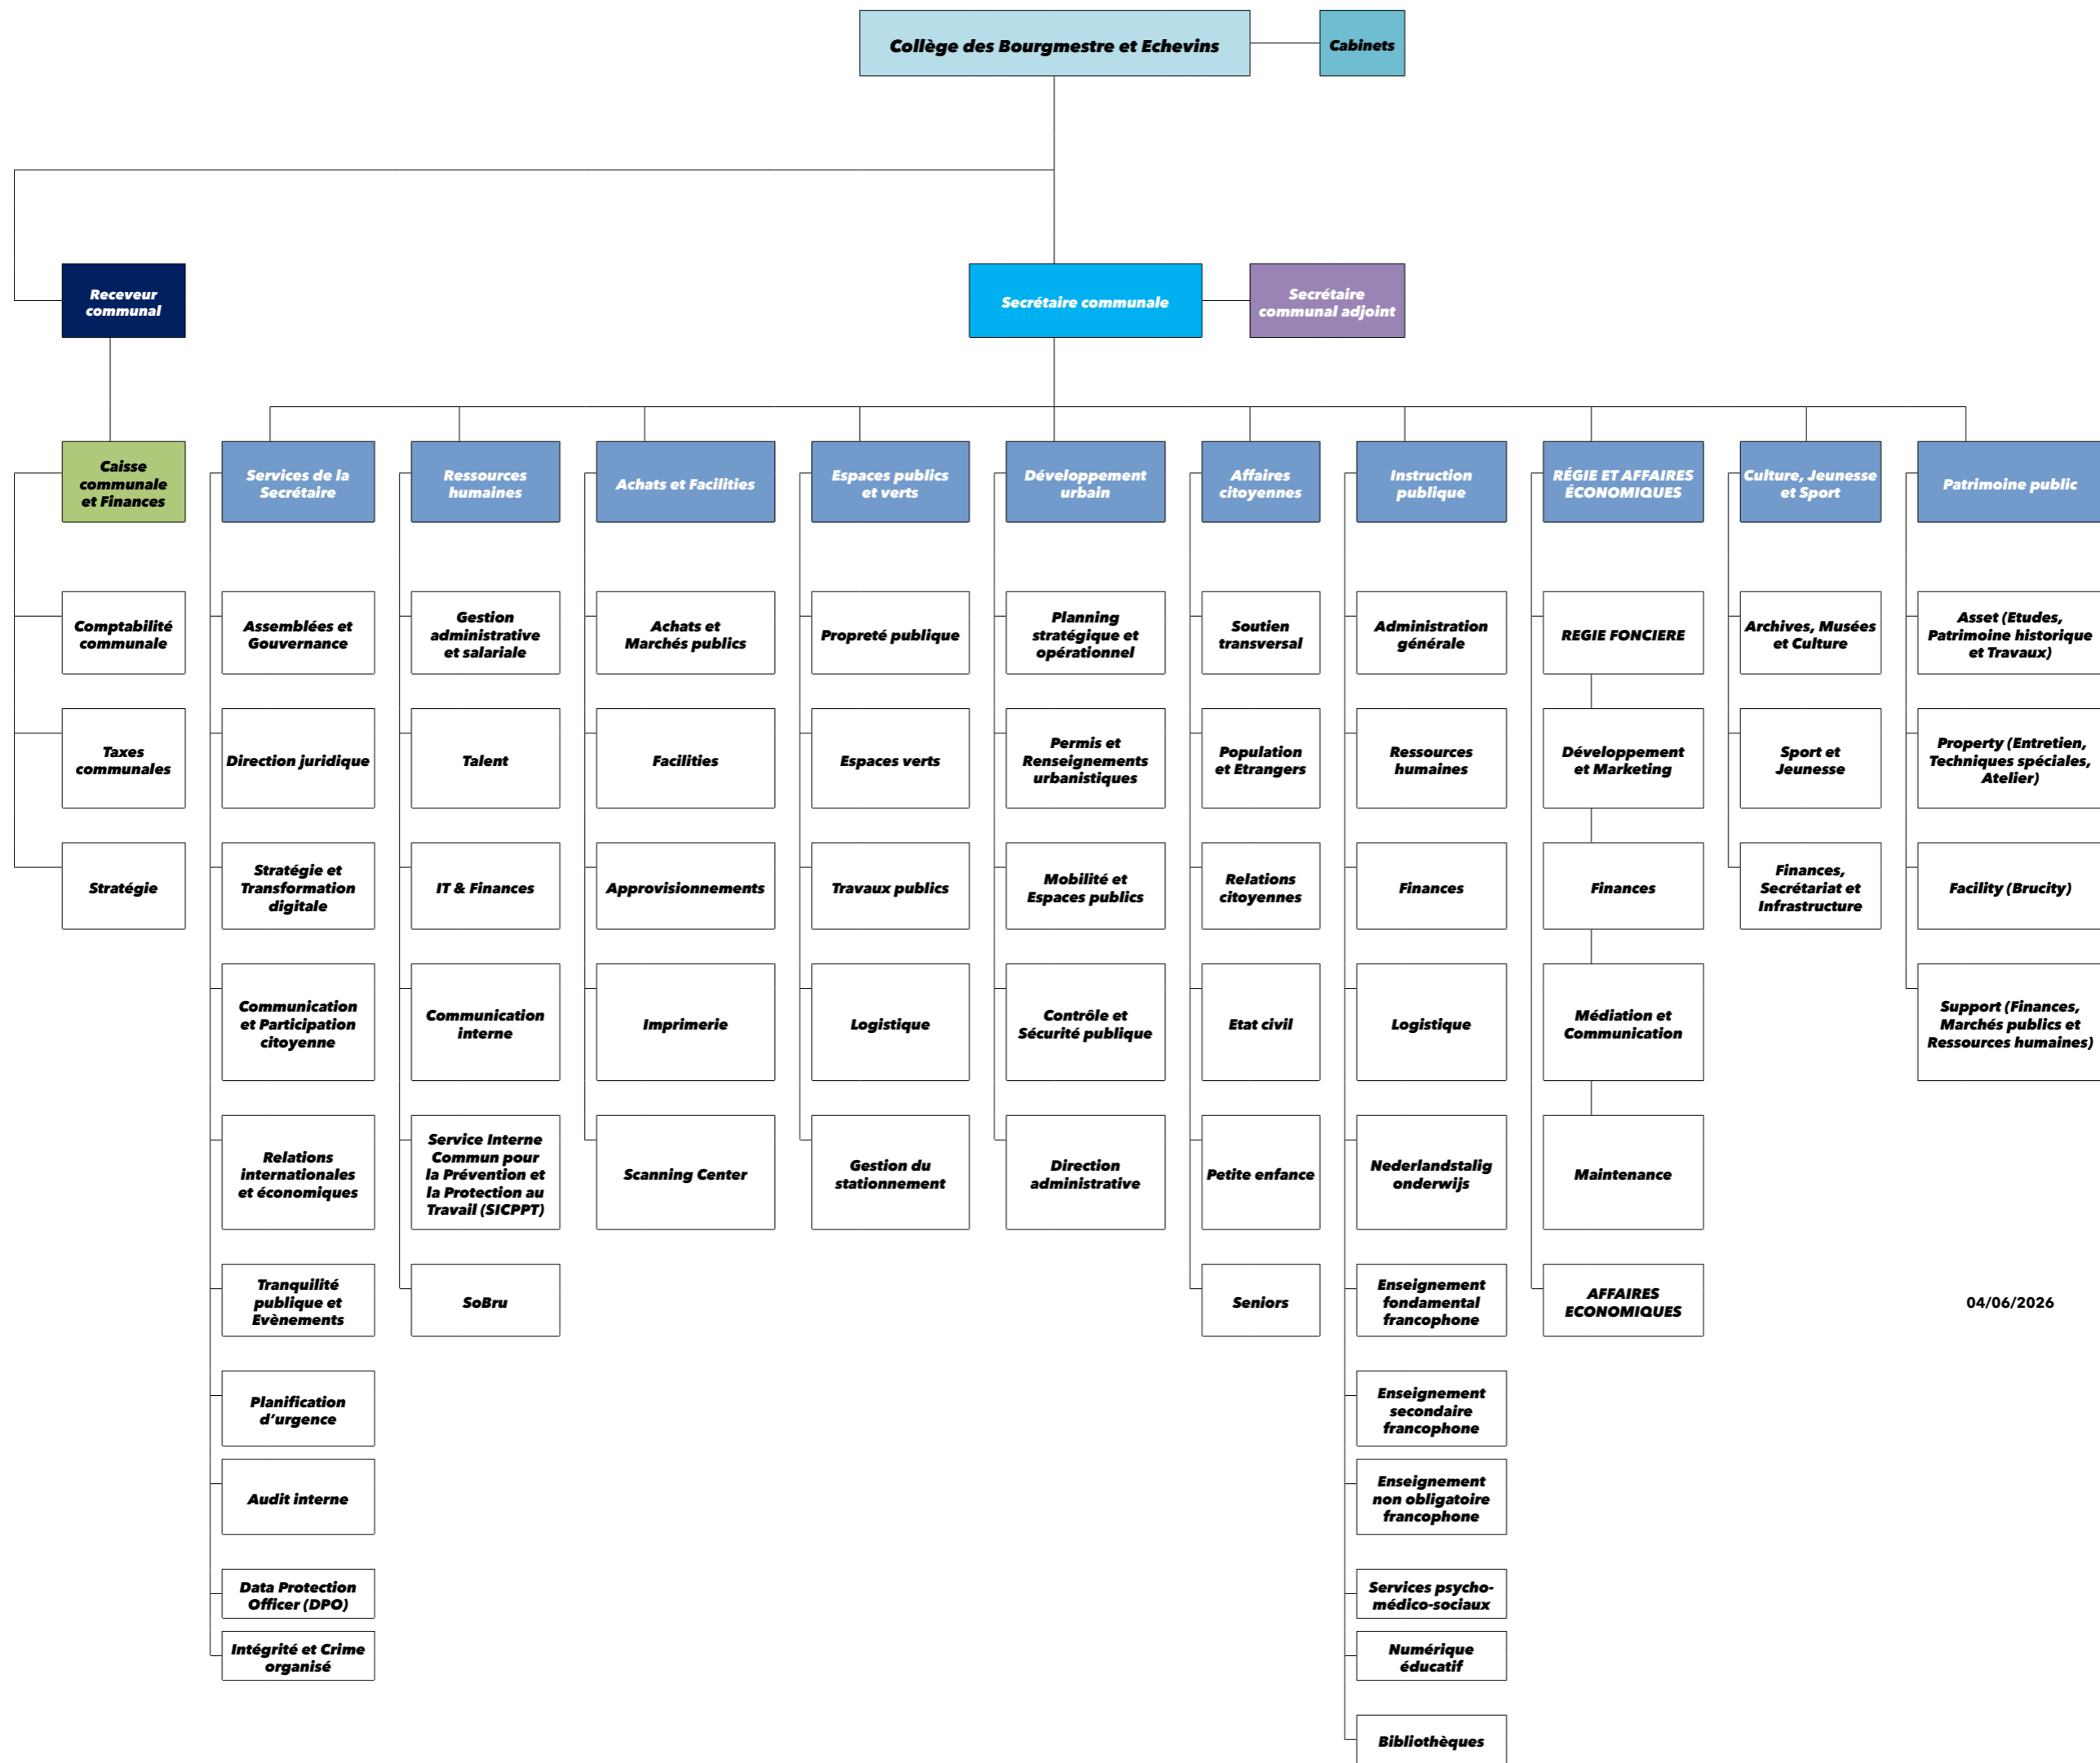 Collège des Bourgmestre et Echevins
Cabinets
Receveur
communal
Secrétaire communale
Secrétaire
communal adjoint
Caisse
communale
et Finances
Services de la
Secrétaire
Ressources
humaines
Achats et Facilities
Espaces publics
et verts
Développement
urbain
Affaires
citoyennes
Instruction
publique
RÉGIE ET AFFAIRES
ÉCONOMIQUES
Culture, Jeunesse
et Sport
Patrimoine public
Comptabilité
communale
Assemblées et
Gouvernance
Gestion
administrative
et salariale
Achats et
Marchés publics
Propreté publique
Planning
stratégique et
opérationnel
Soutien
transversal
Administration
générale
REGIE FONCIERE
Archives, Musées
et Culture
Asset (Etudes,
Patrimoine historique
et Travaux)
Taxes
communales
Direction juridique
Talent
Facilities
Espaces verts
Permis et
Renseignements
urbanistiques
Population
et Etrangers
Ressources
humaines
Développement
et Marketing
Sport et
Jeunesse
Property (Entretien,
Techniques spéciales,
Atelier)
Stratégie
Stratégie et
Transformation
digitale
IT & Finances
Approvisionnements
Travaux publics
Mobilité et
Espaces publics
Relations
citoyennes
Finances
Finances
Finances,
Secrétariat et
Infrastructure
Facility (Brucity)
Communication
et Participation
citoyenne
Communication
interne
Imprimerie
Logistique
Contrôle et
Sécurité publique
Etat civil
Logistique
Médiation et
Communication
Support (Finances,
Marchés publics et
Ressources humaines)
Relations
internationales
et économiques
Service Interne
Commun pour
la Prévention et
la Protection au
Travail (SICPPT)
Scanning Center
Gestion du
stationnement
Direction
administrative
Petite enfance
Nederlandstalig
onderwijs
Maintenance
Tranquilité
publique et
Evènements
SoBru
Seniors
Enseignement
fondamental
francophone
AFFAIRES
ECONOMIQUES
04/06/2026
Planification
d’urgence
Enseignement
secondaire
francophone
Audit interne
Enseignement
non obligatoire
francophone
Data Protection
Officer (DPO)
Services psycho-
médico-sociaux
Intégrité et Crime
organisé
Numérique
éducatif
Bibliothèques